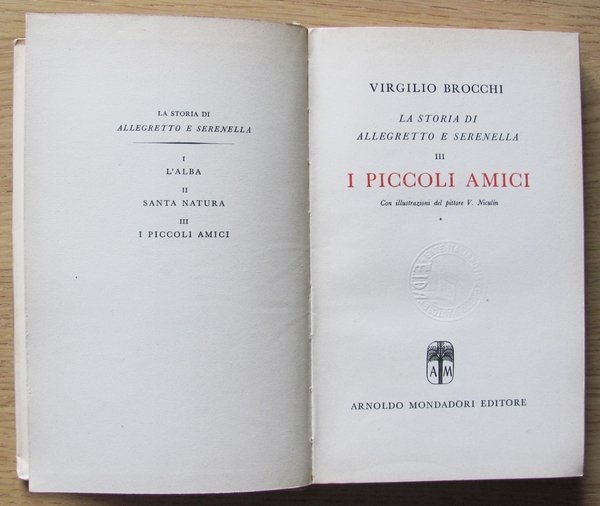 LA STORIA DI
ALLEGRETTO E SERENELLA
I
L'ALBA
II
SANTA NATURA
III
I PICCOLI AMICI
VIRGILIO BROCCHI
LA STORIA DI
ALLEGRETTO E SERENELLA
III
I PICCOLI AMICI
Con illustrazioni del pittore V. Niculin
*
A M
ARNOLDO MONDADORI EDITORE